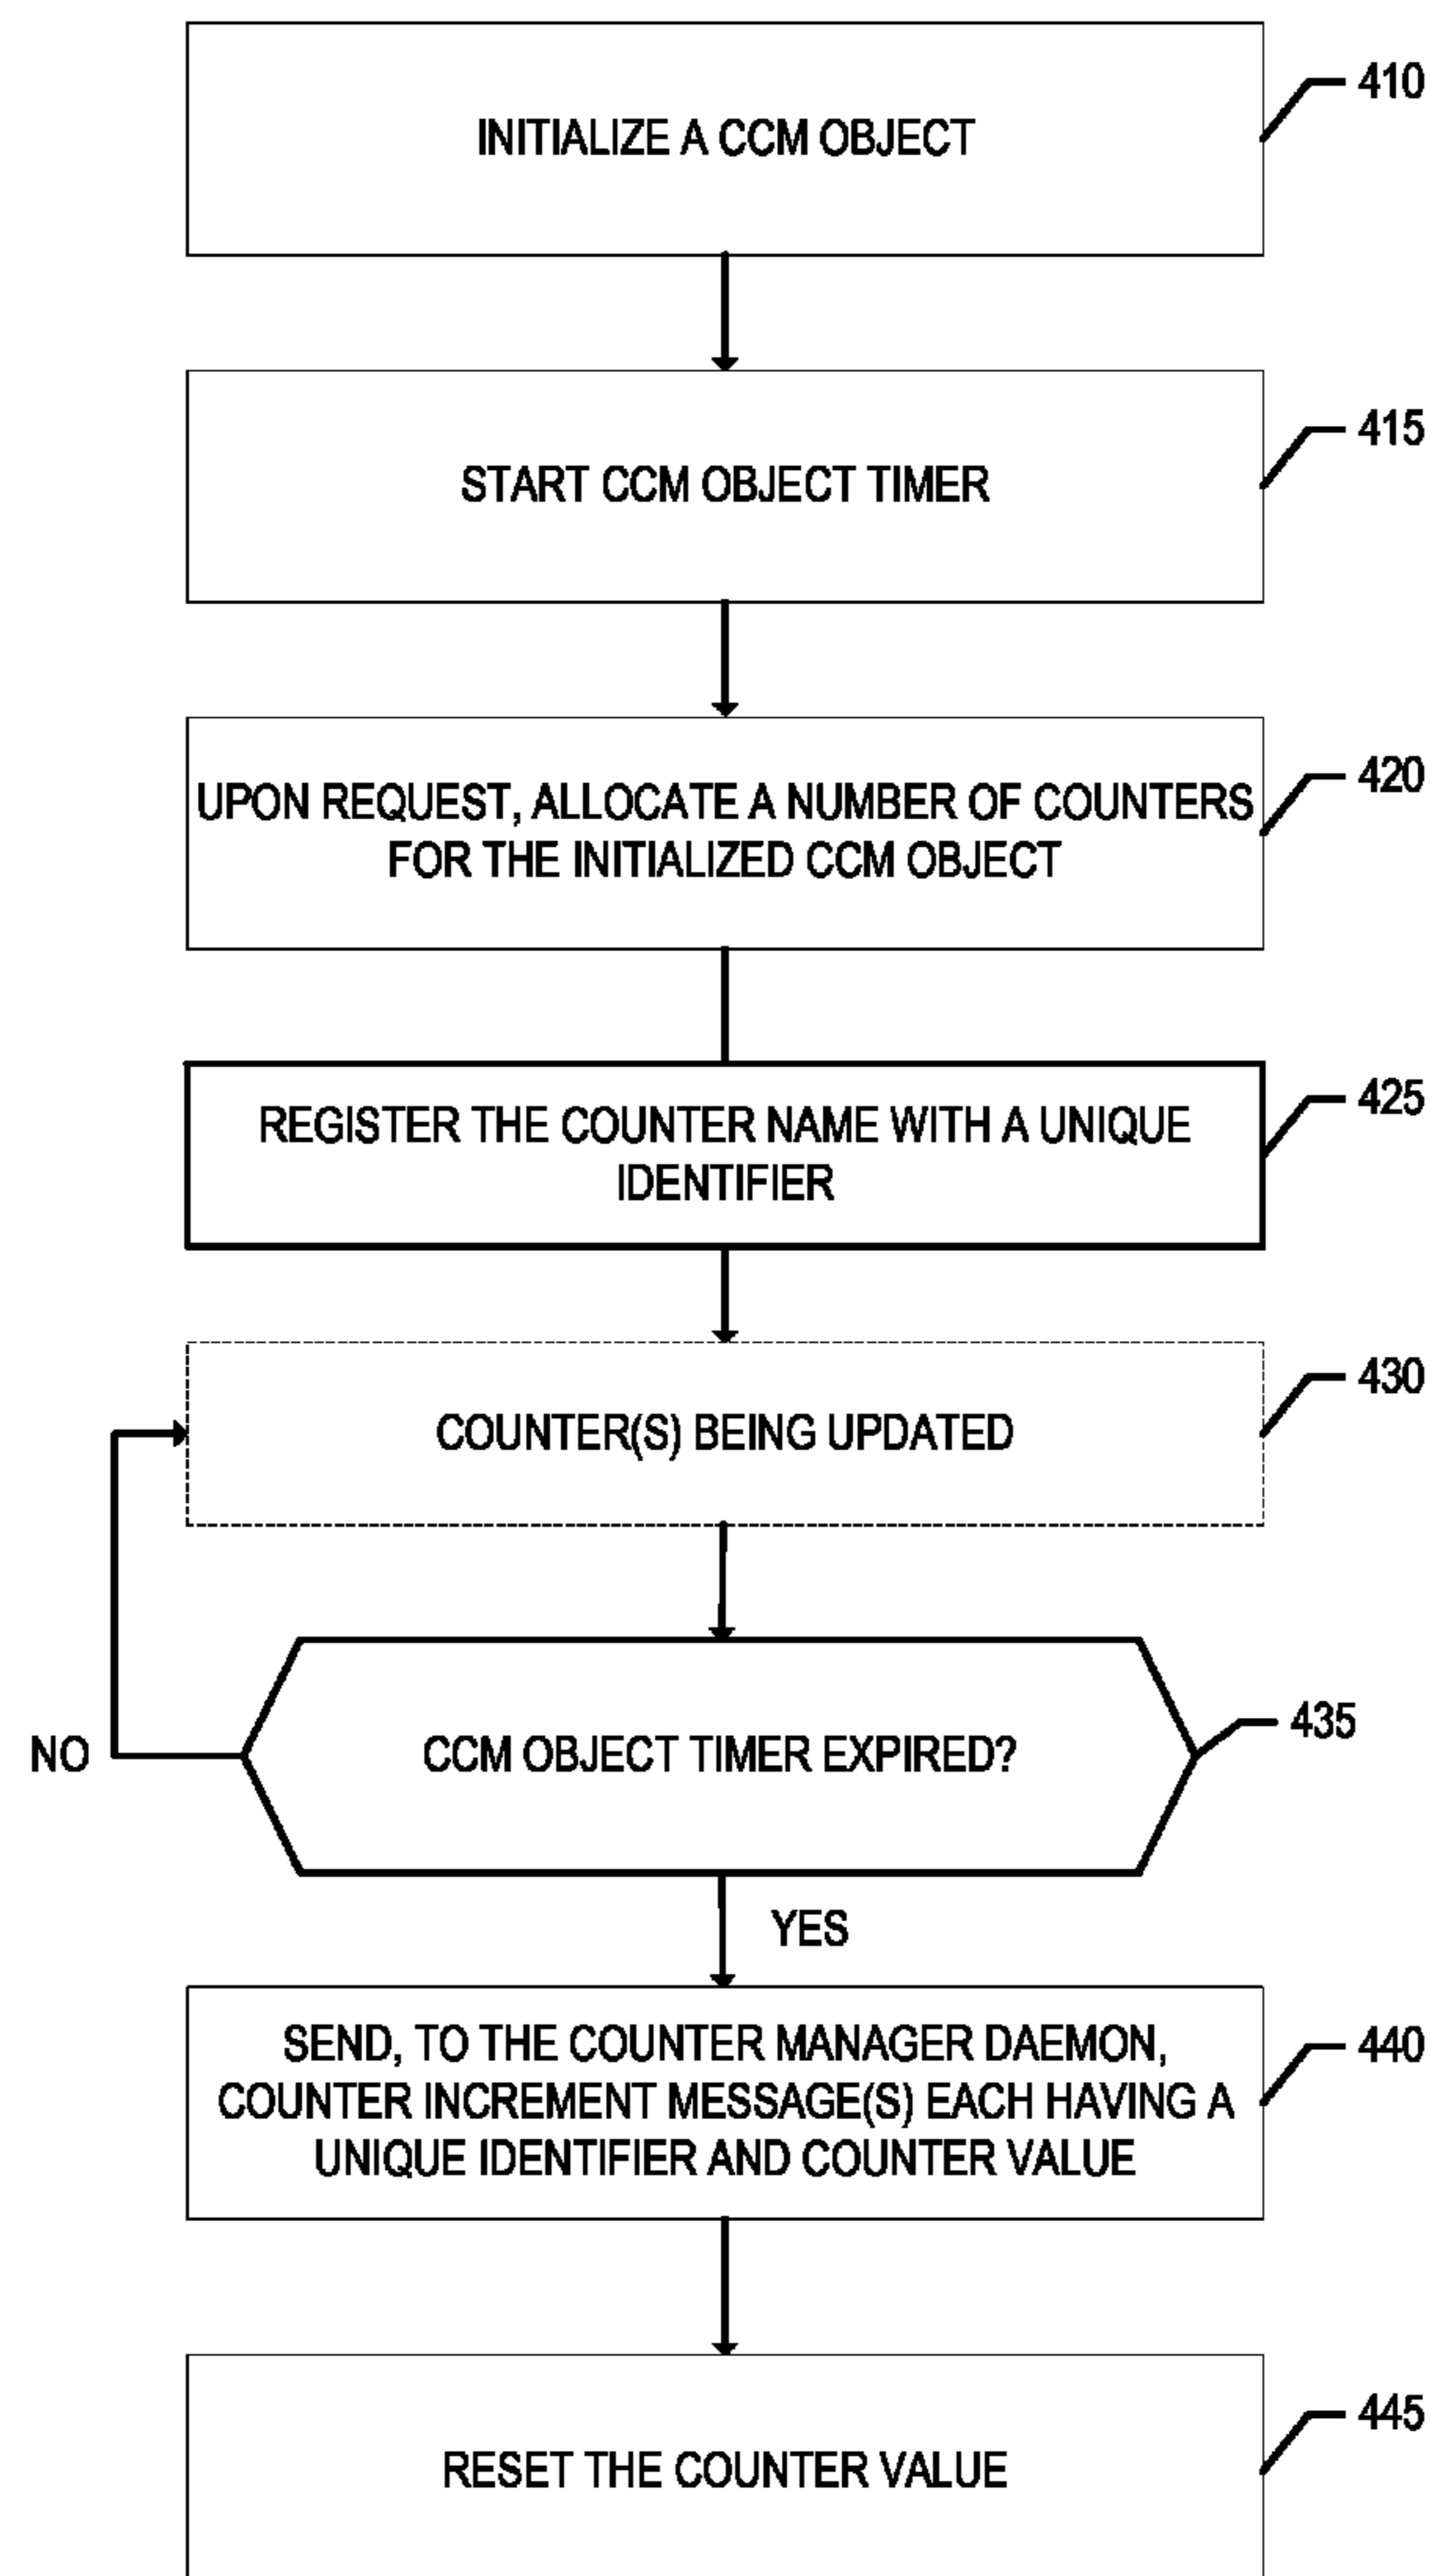 410
INITIALIZE A CCM OBJECT
415
START CCM OBJECT TIMER
420
UPON REQUEST, ALLOCATE A NUMBER OF COUNTERS
FOR THE INITIALIZED CCM OBJECT
425
REGISTER THE COUNTER NAME WITH A UNIQUE
IDENTIFIER
430
COUNTER(S) BEING UPDATED
435
CCM OBJECT TIMER EXPIRED?
NO
YES
440
SEND, TO THE COUNTER MANAGER DAEMON,
COUNTER INCREMENT MESSAGE(S) EACH HAVING A
UNIQUE IDENTIFIER AND COUNTER VALUE
445
RESET THE COUNTER VALUE